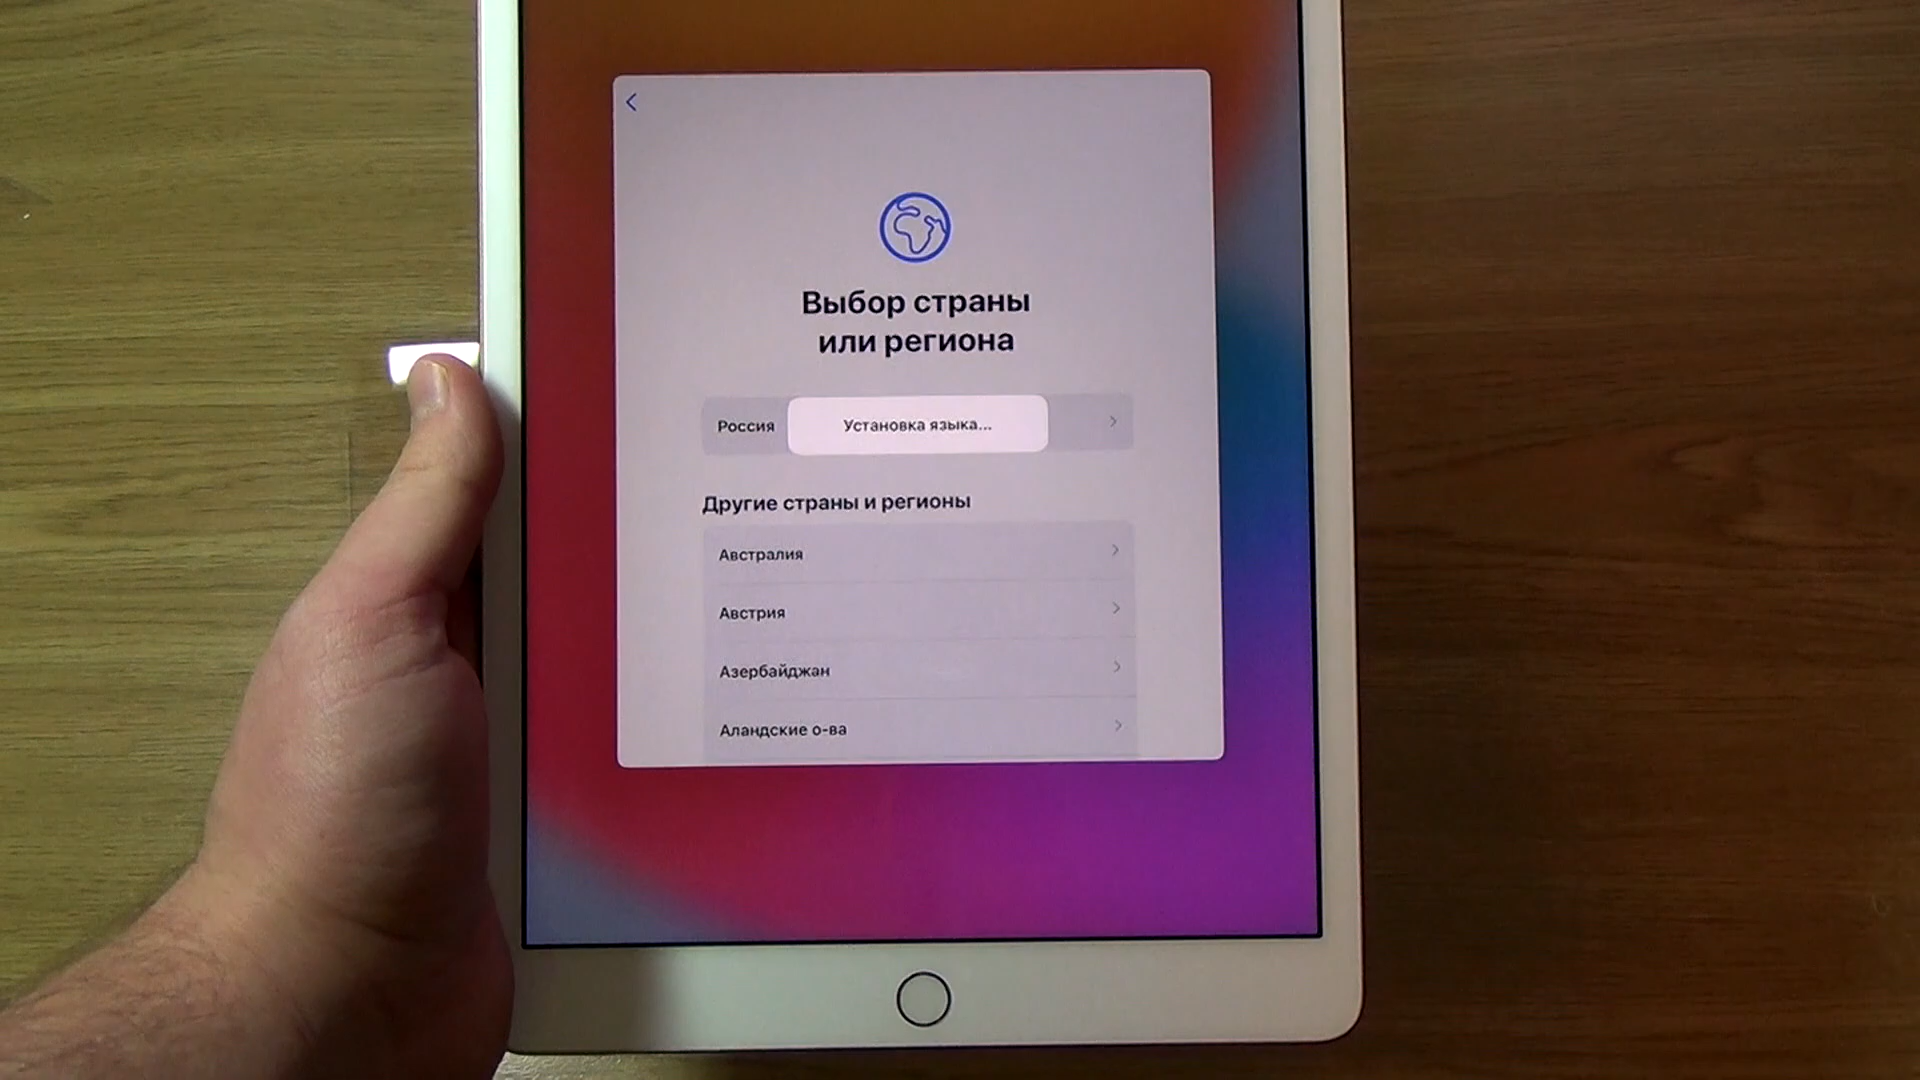 Выбор страны
или региона
Россия
Установка языка...
Другие страны и регионы
Австралия
Австрия
Азербайджан
Аландские о-ва